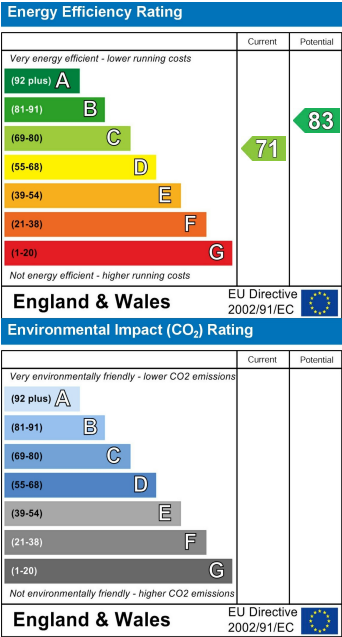 Energy Efficiency Rating
Current Potential
Very energy efficient - lower running costs
(92 plus) A
(81-91) B
(69-80) C
(55-68) D
(39-54) E
(21-38) F
(1-20) G
71
83
Not energy efficient - higher running costs
England & Wales
EU Directive
2002/91/EC
Environmental Impact (CO₂) Rating
Current Potential
Very environmentally friendly - lower CO2 emissions
(92 plus) A
(81-91) B
(69-80) C
(55-68) D
(39-54) E
(21-38) F
(1-20) G
Not environmentally friendly - higher CO2 emissions
England & Wales
EU Directive
2002/91/EC